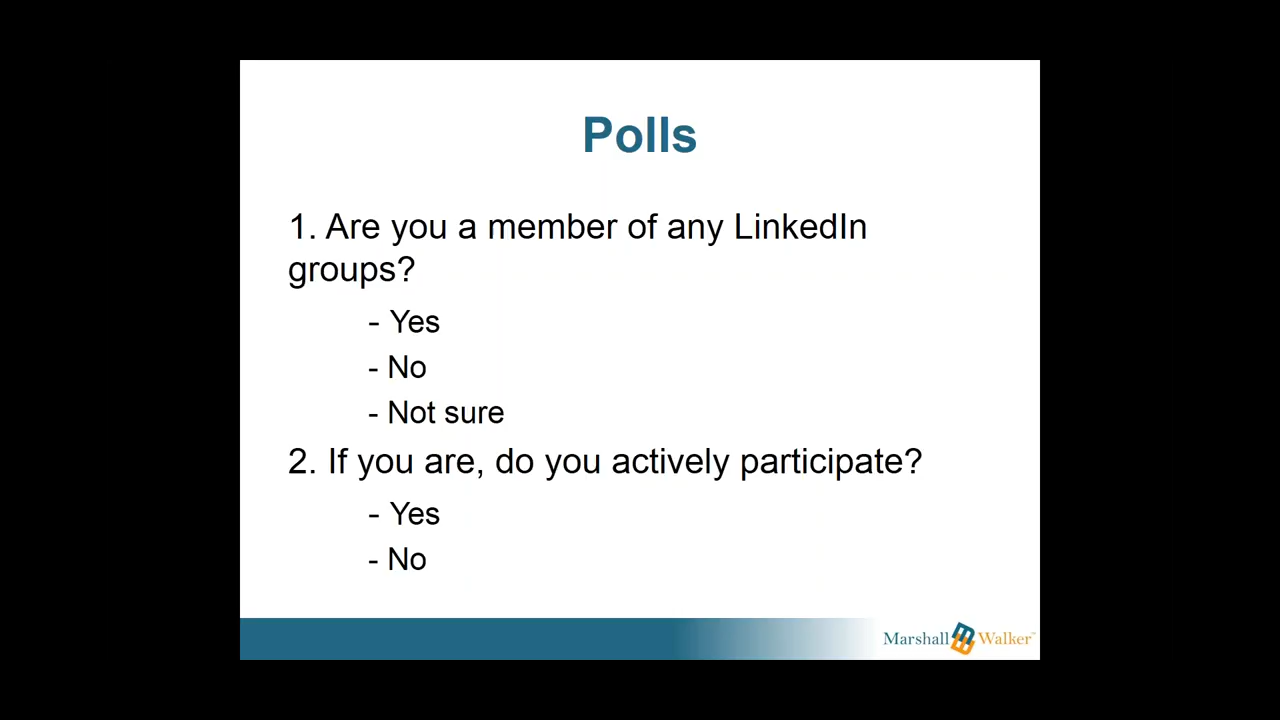 Polls
1. Are you a member of any LinkedIn
groups?
- Yes
- No
- Not sure
2. If you are, do you actively participate?
- Yes
- No
Marshall Walker